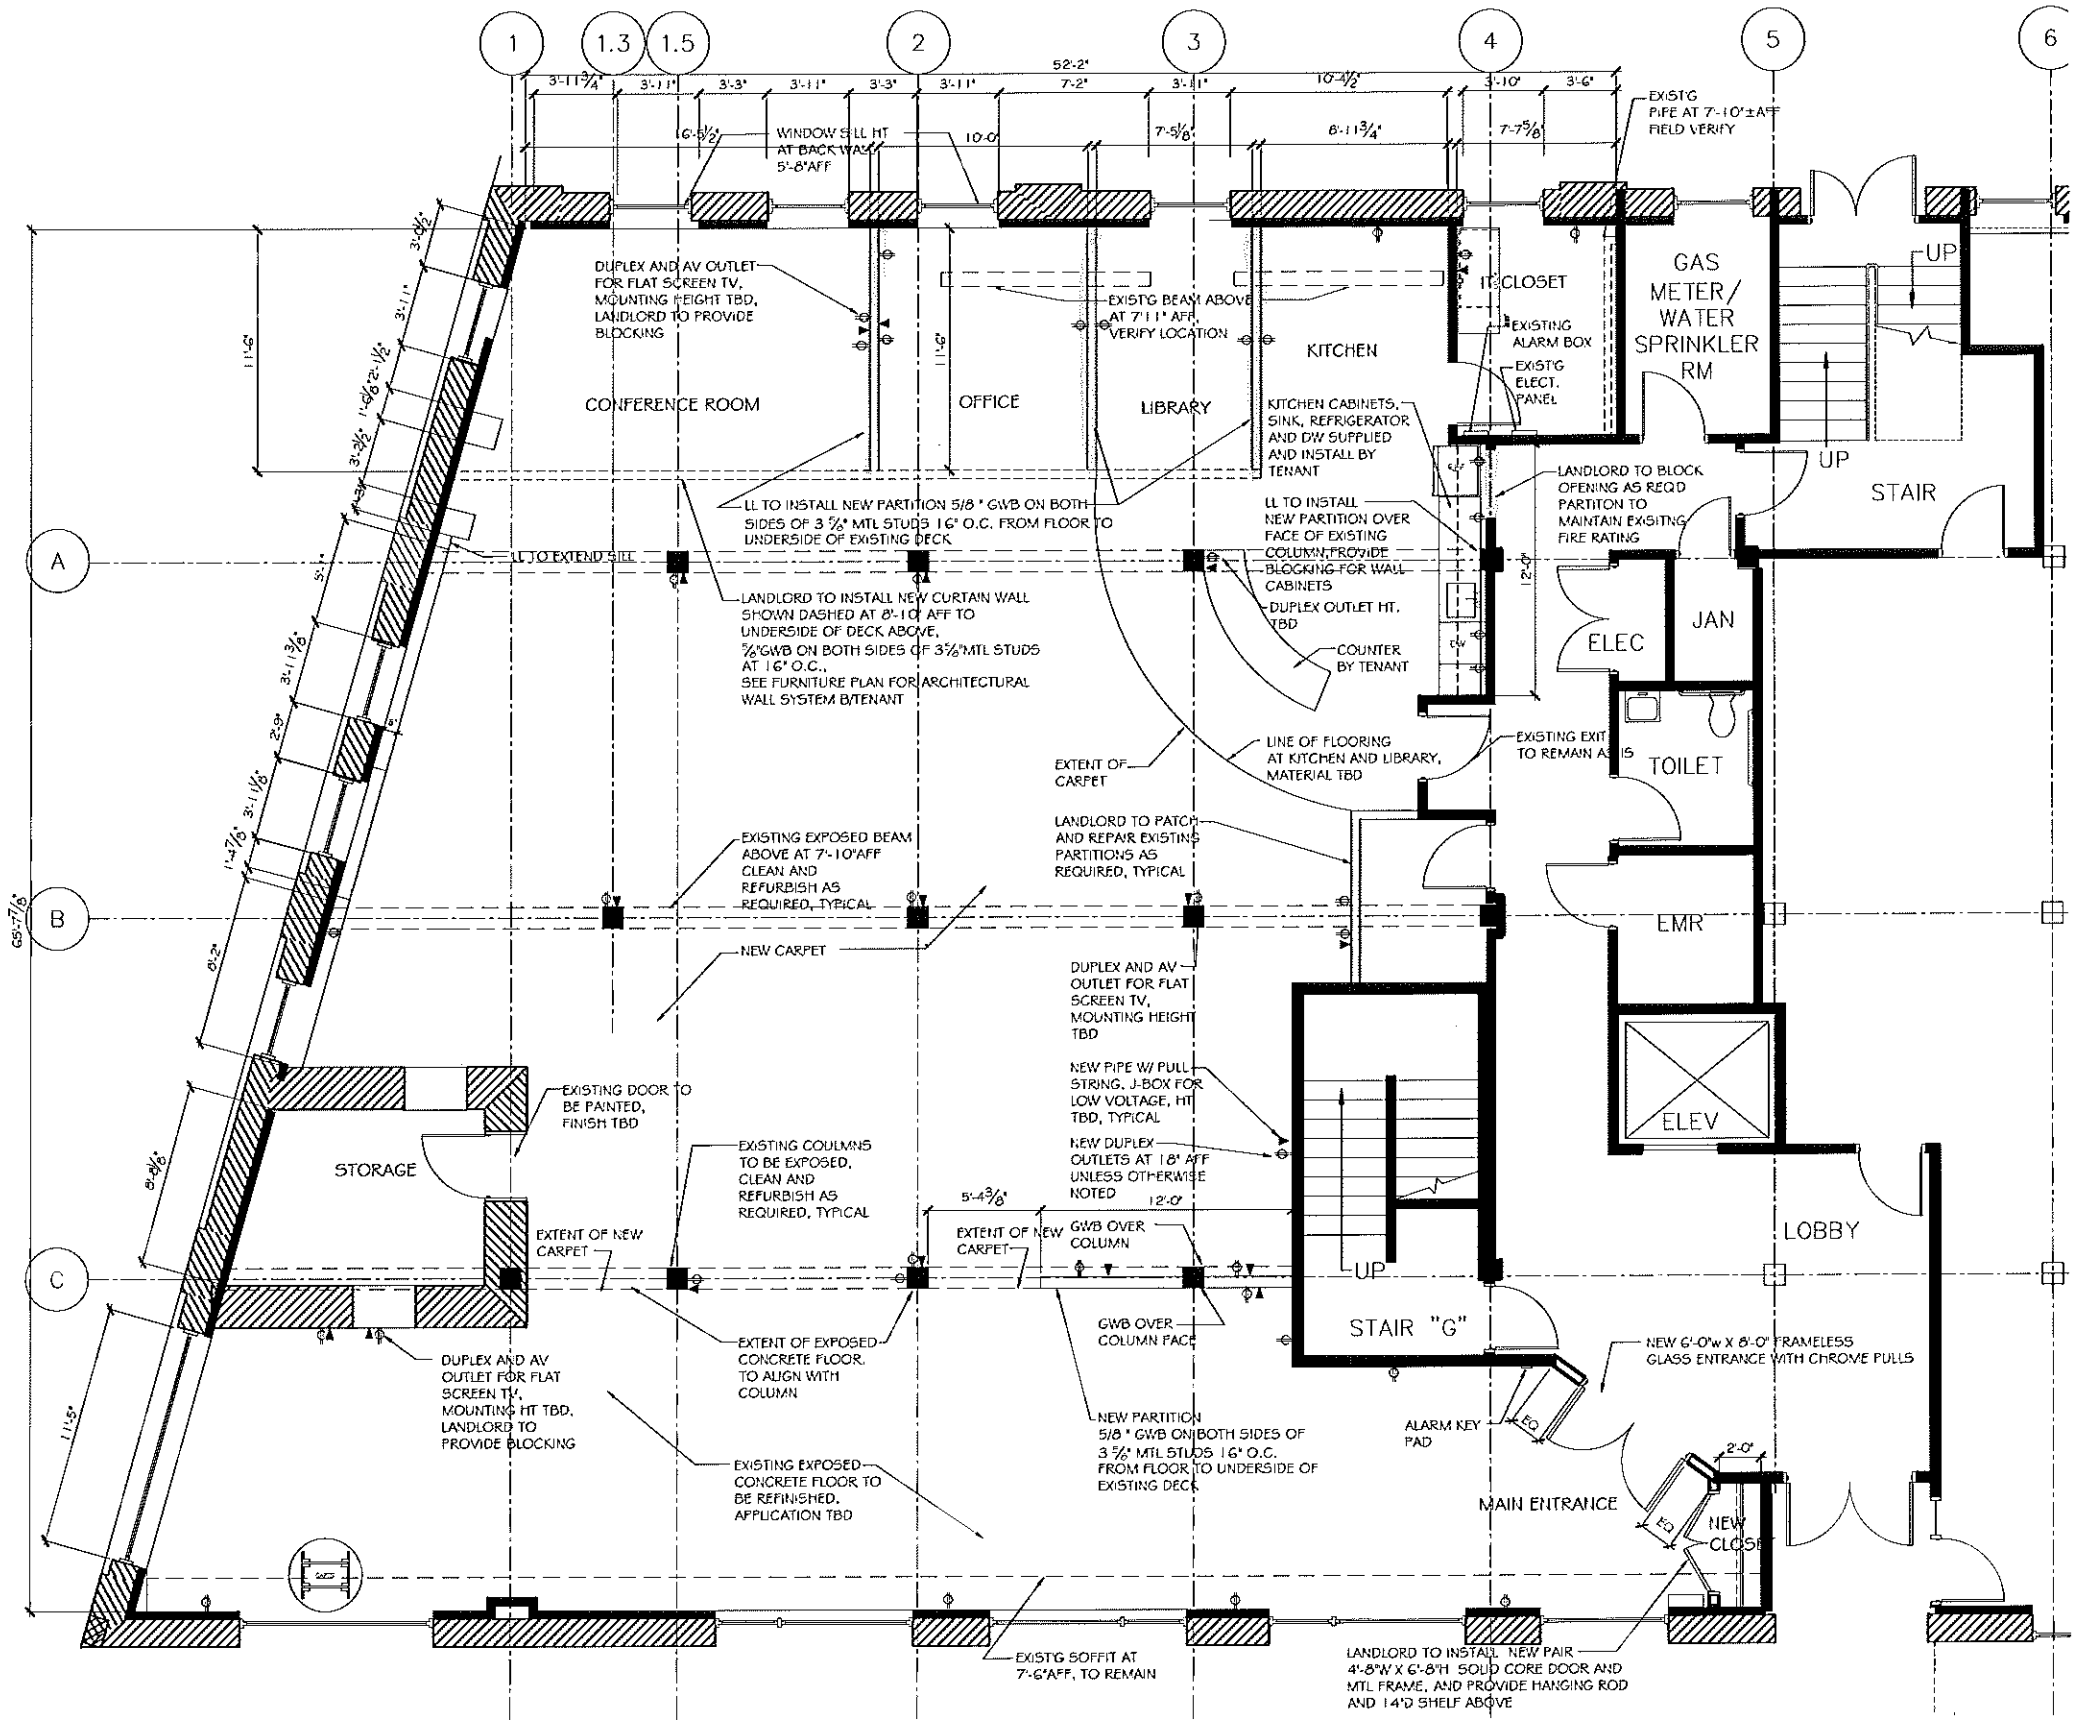 1
1.3
1.5
2
3
4
5
6
52'-2"
3'-11 3/4"
3'-11"
3'-3"
3'-11"
3'-3"
3'-11"
7'-2"
3'-11"
10'-4 1/2"
3'-10"
3'-6"
EXIST'G
PIPE AT 7'-10"±AFF
FIELD VERIFY
16'-5 1/2"
WINDOW SILL HT
AT BACK WALL
5'-8"AFF
10'-0"
7'-5 1/8"
8'-11 3/4"
7'-7 5/8"
3'-0 1/2"
3'-11"
2'-1 1/2"
1'-6 1/8"
3'-2 1/2"
1'-3"
5'-1"
3'-11 3/8"
2'-9"
3'-11 1/8"
1'-4 7/8"
8'-2"
8'-8 1/8"
11'-5"
65'-7 7/8"
11'-6"
11'-6"
DUPLEX AND AV OUTLET
FOR FLAT SCREEN TV,
MOUNTING HEIGHT TBD,
LANDLORD TO PROVIDE
BLOCKING
EXIST'G BEAM ABOVE
AT 7'11" AFF
VERIFY LOCATION
CONFERENCE ROOM
OFFICE
LIBRARY
KITCHEN
IT CLOSET
EXISTING
ALARM BOX
EXIST'G
ELECT.
PANEL
GAS
METER/
WATER
SPRINKLER
RM
UP
UP
STAIR
KITCHEN CABINETS,
SINK, REFRIGERATOR
AND DW SUPPLIED
AND INSTALL BY
TENANT
LL TO INSTALL NEW PARTITION 5/8 " GWB ON BOTH
SIDES OF 3 5/8" MTL STUDS 16" O.C. FROM FLOOR TO
UNDERSIDE OF EXISTING DECK
LL TO INSTALL
NEW PARTITION OVER
FACE OF EXISTING
COLUMN,PROVIDE
BLOCKING FOR WALL
CABINETS
LANDLORD TO BLOCK
OPENING AS REQD
PARTITON TO
MAINTAIN EXISITNG
FIRE RATING
12'-0"
A
LL TO EXTEND SILL
LANDLORD TO INSTALL NEW CURTAIN WALL
SHOWN DASHED AT 8'-10" AFF TO
UNDERSIDE OF DECK ABOVE,
5/8"GWB ON BOTH SIDES OF 3 5/8"MTL STUDS
AT 16" O.C.,
SEE FURNITURE PLAN FOR ARCHITECTURAL
WALL SYSTEM B/TENANT
DUPLEX OUTLET HT.
TBD
COUNTER
BY TENANT
ELEC
JAN
TOILET
EXISTING EXIT
TO REMAIN AS IS
LINE OF FLOORING
AT KITCHEN AND LIBRARY,
MATERIAL TBD
EXTENT OF
CARPET
LANDLORD TO PATCH
AND REPAIR EXISTING
PARTITIONS AS
REQUIRED, TYPICAL
EXISTING EXPOSED BEAM
ABOVE AT 7'-10"AFF
CLEAN AND
REFURBISH AS
REQUIRED, TYPICAL
B
EMR
NEW CARPET
DUPLEX AND AV
OUTLET FOR FLAT
SCREEN TV,
MOUNTING HEIGHT
TBD
NEW PIPE W/ PULL
STRING, J-BOX FOR
LOW VOLTAGE, HT
TBD, TYPICAL
NEW DUPLEX
OUTLETS AT 18" AFF
UNLESS OTHERWISE
NOTED
EXISTING DOOR TO
BE PAINTED,
FINISH TBD
STORAGE
EXISTING COULMNS
TO BE EXPOSED,
CLEAN AND
REFURBISH AS
REQUIRED, TYPICAL
5'-4 3/8"
12'-0"
ELEV
LOBBY
EXTENT OF NEW
CARPET
EXTENT OF NEW
CARPET
GWB OVER
COLUMN
C
UP
STAIR "G"
GWB OVER
COLUMN FACE
EXTENT OF EXPOSED
CONCRETE FLOOR.
TO ALIGN WITH
COLUMN
DUPLEX AND AV
OUTLET FOR FLAT
SCREEN TV,
MOUNTING HT TBD.
LANDLORD TO
PROVIDE BLOCKING
NEW 6'-0"w X 8'-0" FRAMELESS
GLASS ENTRANCE WITH CHROME PULLS
ALARM KEY
PAD
EQ
NEW PARTITION
5/8 " GWB ON BOTH SIDES OF
3 5/8" MTL STUDS 16" O.C.
FROM FLOOR TO UNDERSIDE OF
EXISTING DECK
2'-0"
EXISTING EXPOSED
CONCRETE FLOOR TO
BE REFINISHED,
APPLICATION TBD
MAIN ENTRANCE
EQ
NEW
CLOSET
EXIST'G SOFFIT AT
7'-6"AFF, TO REMAIN
LANDLORD TO INSTALL NEW PAIR
4'-8"W X 6'-8"H SOLID CORE DOOR AND
MTL FRAME, AND PROVIDE HANGING ROD
AND 14"D SHELF ABOVE